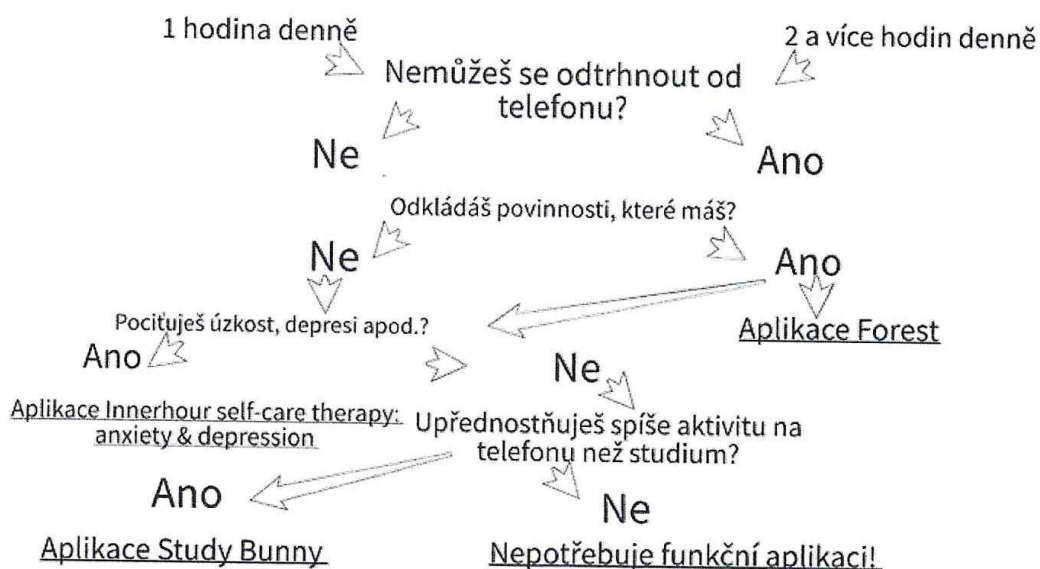 1 hodina denně
2 a více hodin denně
Nemůžeš se odtrhnout od
telefonu?
Ne
Ano
Odkládáš povinnosti, které máš?
Ne
Ano
Pociťuješ úzkost, depresi apod.?
Aplikace Forest
Ano
Ne
Aplikace Innerhour self-care therapy:
anxiety & depression
Upřednostňuješ spíše aktivitu na
telefonu než studium?
Ano
Ne
Aplikace Study Bunny
Nepotřebuje funkční aplikaci!